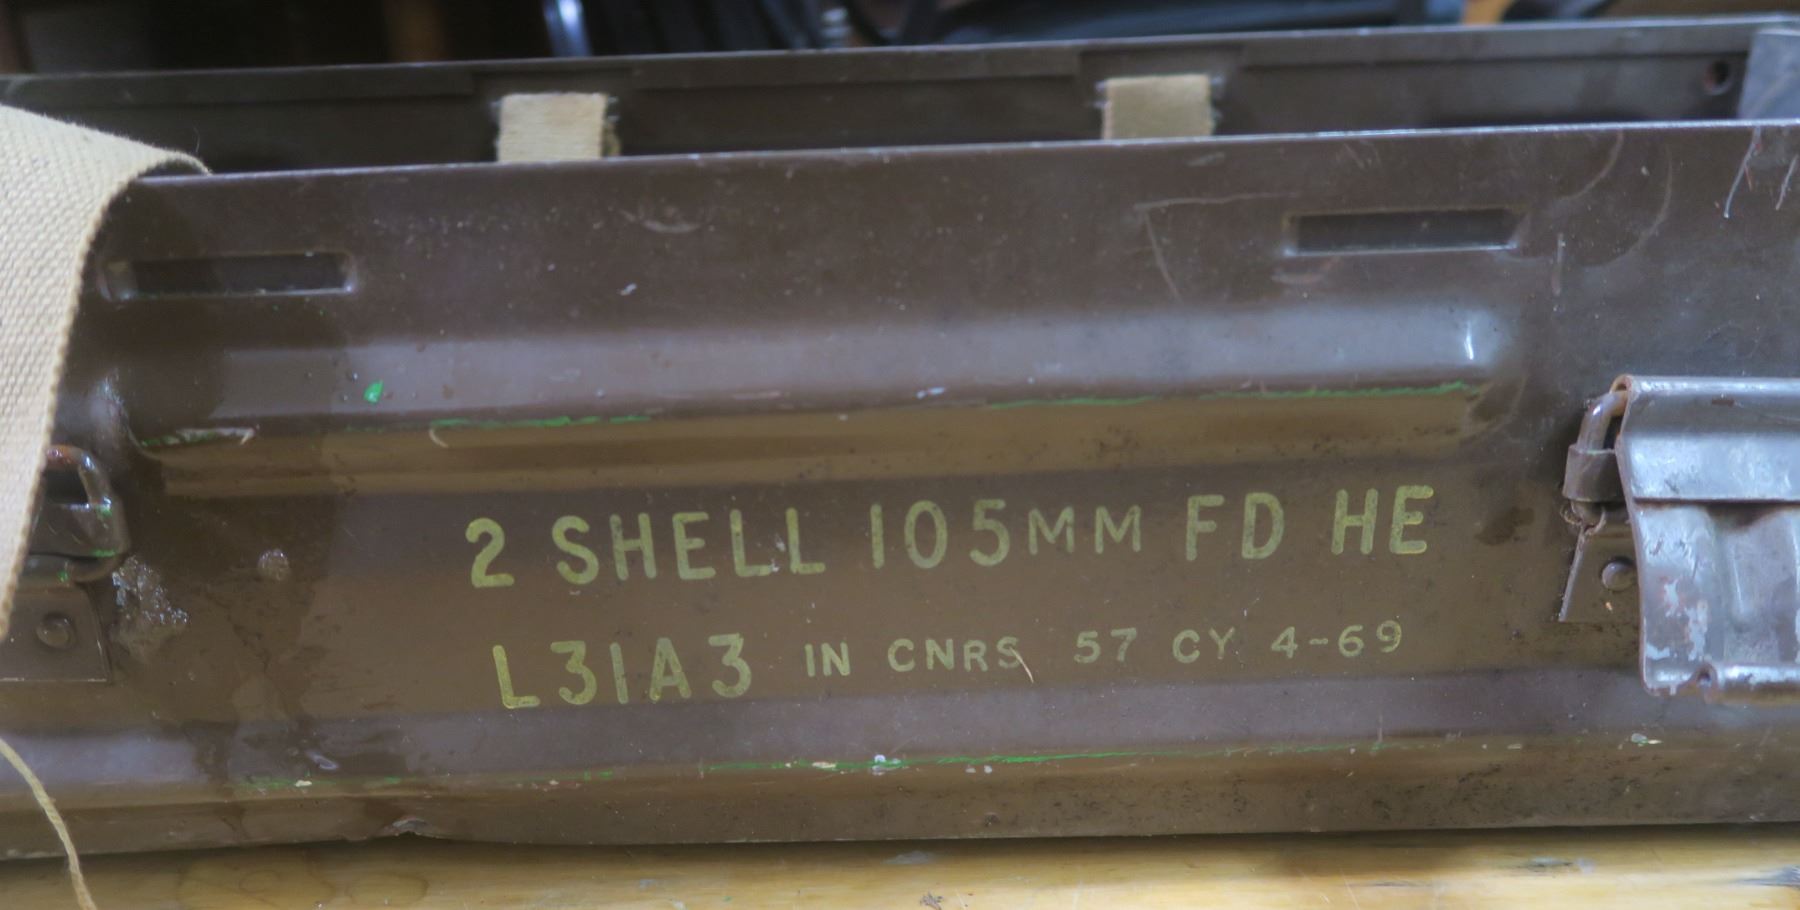 2 SHELL 105MM FD HE
L31A3 IN CNRS 57 CY 4-69